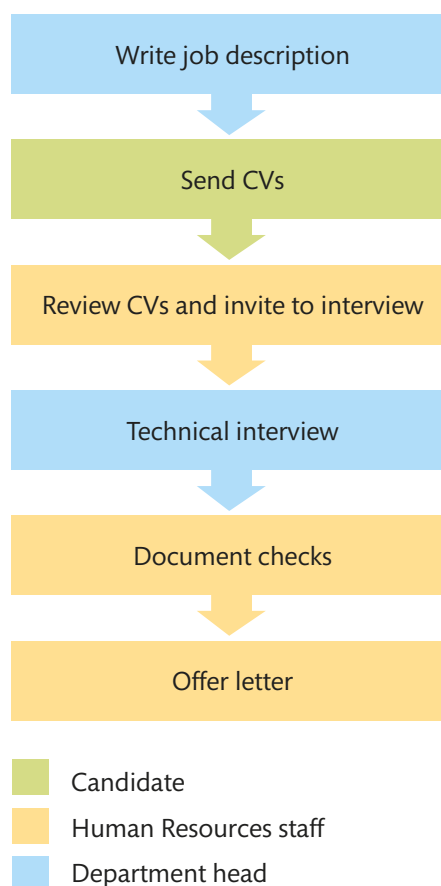 Write job description
Send CVs
Review CVs and invite to interview
Technical interview
Document checks
Offer letter
Candidate
Human Resources staff
Department head